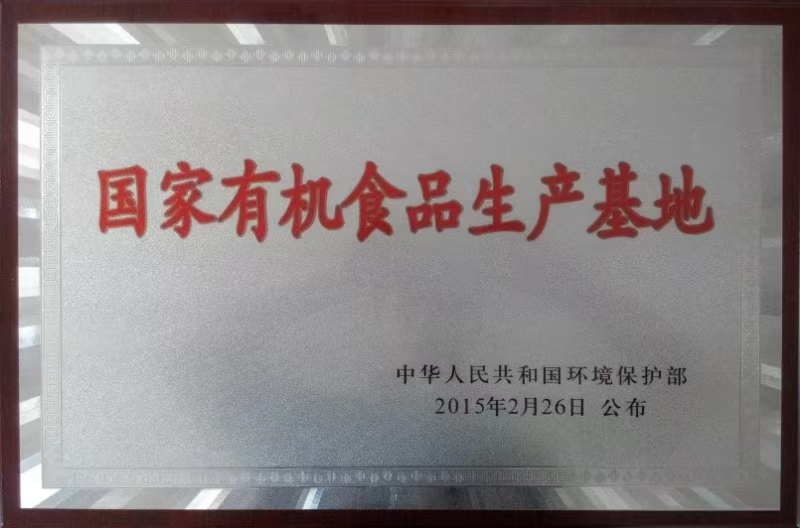 国家有机食品生产基地
中华人民共和国环境保护部
2015年2月26日 公布